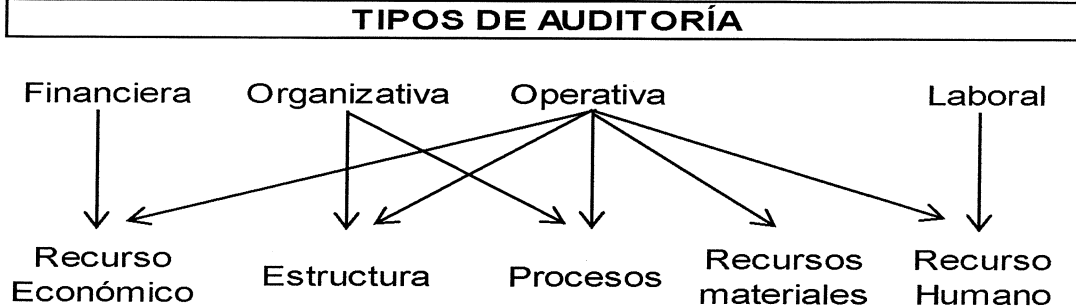 TIPOS DE AUDITORÍA
Financiera Organizativa Operativa Laboral
Recurso Económico
Estructura
Procesos
Recursos materiales
Recurso Humano